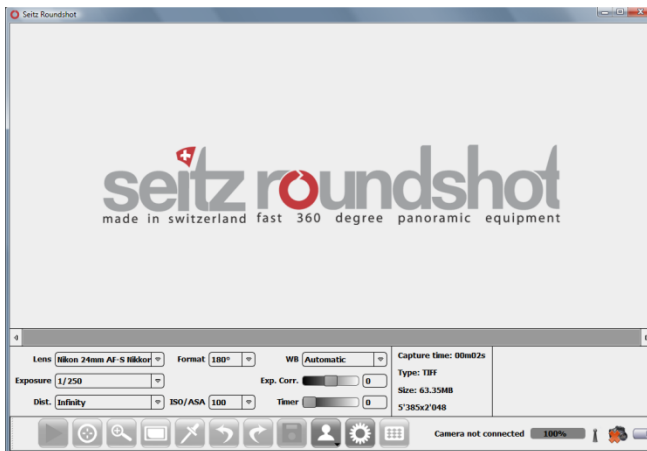 Seitz Roundshot
seitz roundshot
made in switzerland fast 360 degree panoramic equipment
Lens Nikon 24mm AF-S Nikkor Format 180° WB Automatic
Capture time: 00m02s
Exposure 1/250 Exp. Corr. 0
Type: TIFF
Dist. Infinity ISO/ASA 100 Timer 0
Size: 63.35MB
5'385x2'048
Camera not connected 100%